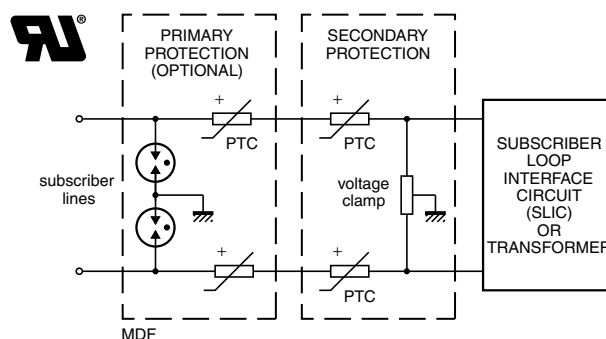 RU®
PRIMARY
PROTECTION
(OPTIONAL)
SECONDARY
PROTECTION
+
PTC
+
PTC
subscriber
lines
voltage
clamp
SUBSCRIBER
LOOP
INTERFACE
CIRCUIT
(SLIC)
OR
TRANSFORMER
+
+
PTC
MDF